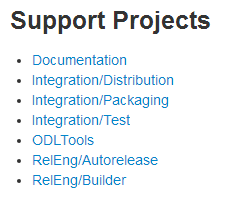 Support Projects
Documentation
Integration/Distribution
Integration/Packaging
Integration/Test
ODLTools
RelEng/Autorelease
RelEng/Builder